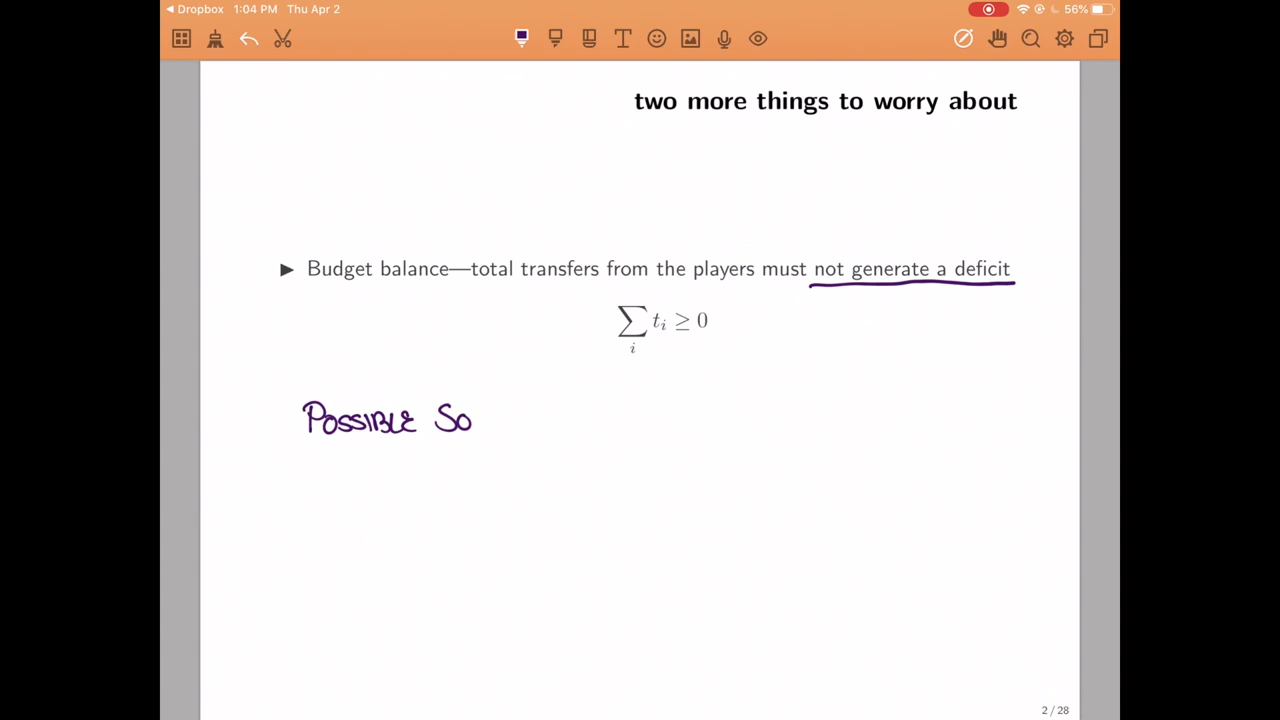 Dropbox 1:04 PM Thu Apr 2 56%
two more things to worry about
▶ Budget balance—total transfers from the players must not generate a deficit
∑_i t_i ≥ 0
POSSIBLE SO
2 / 28